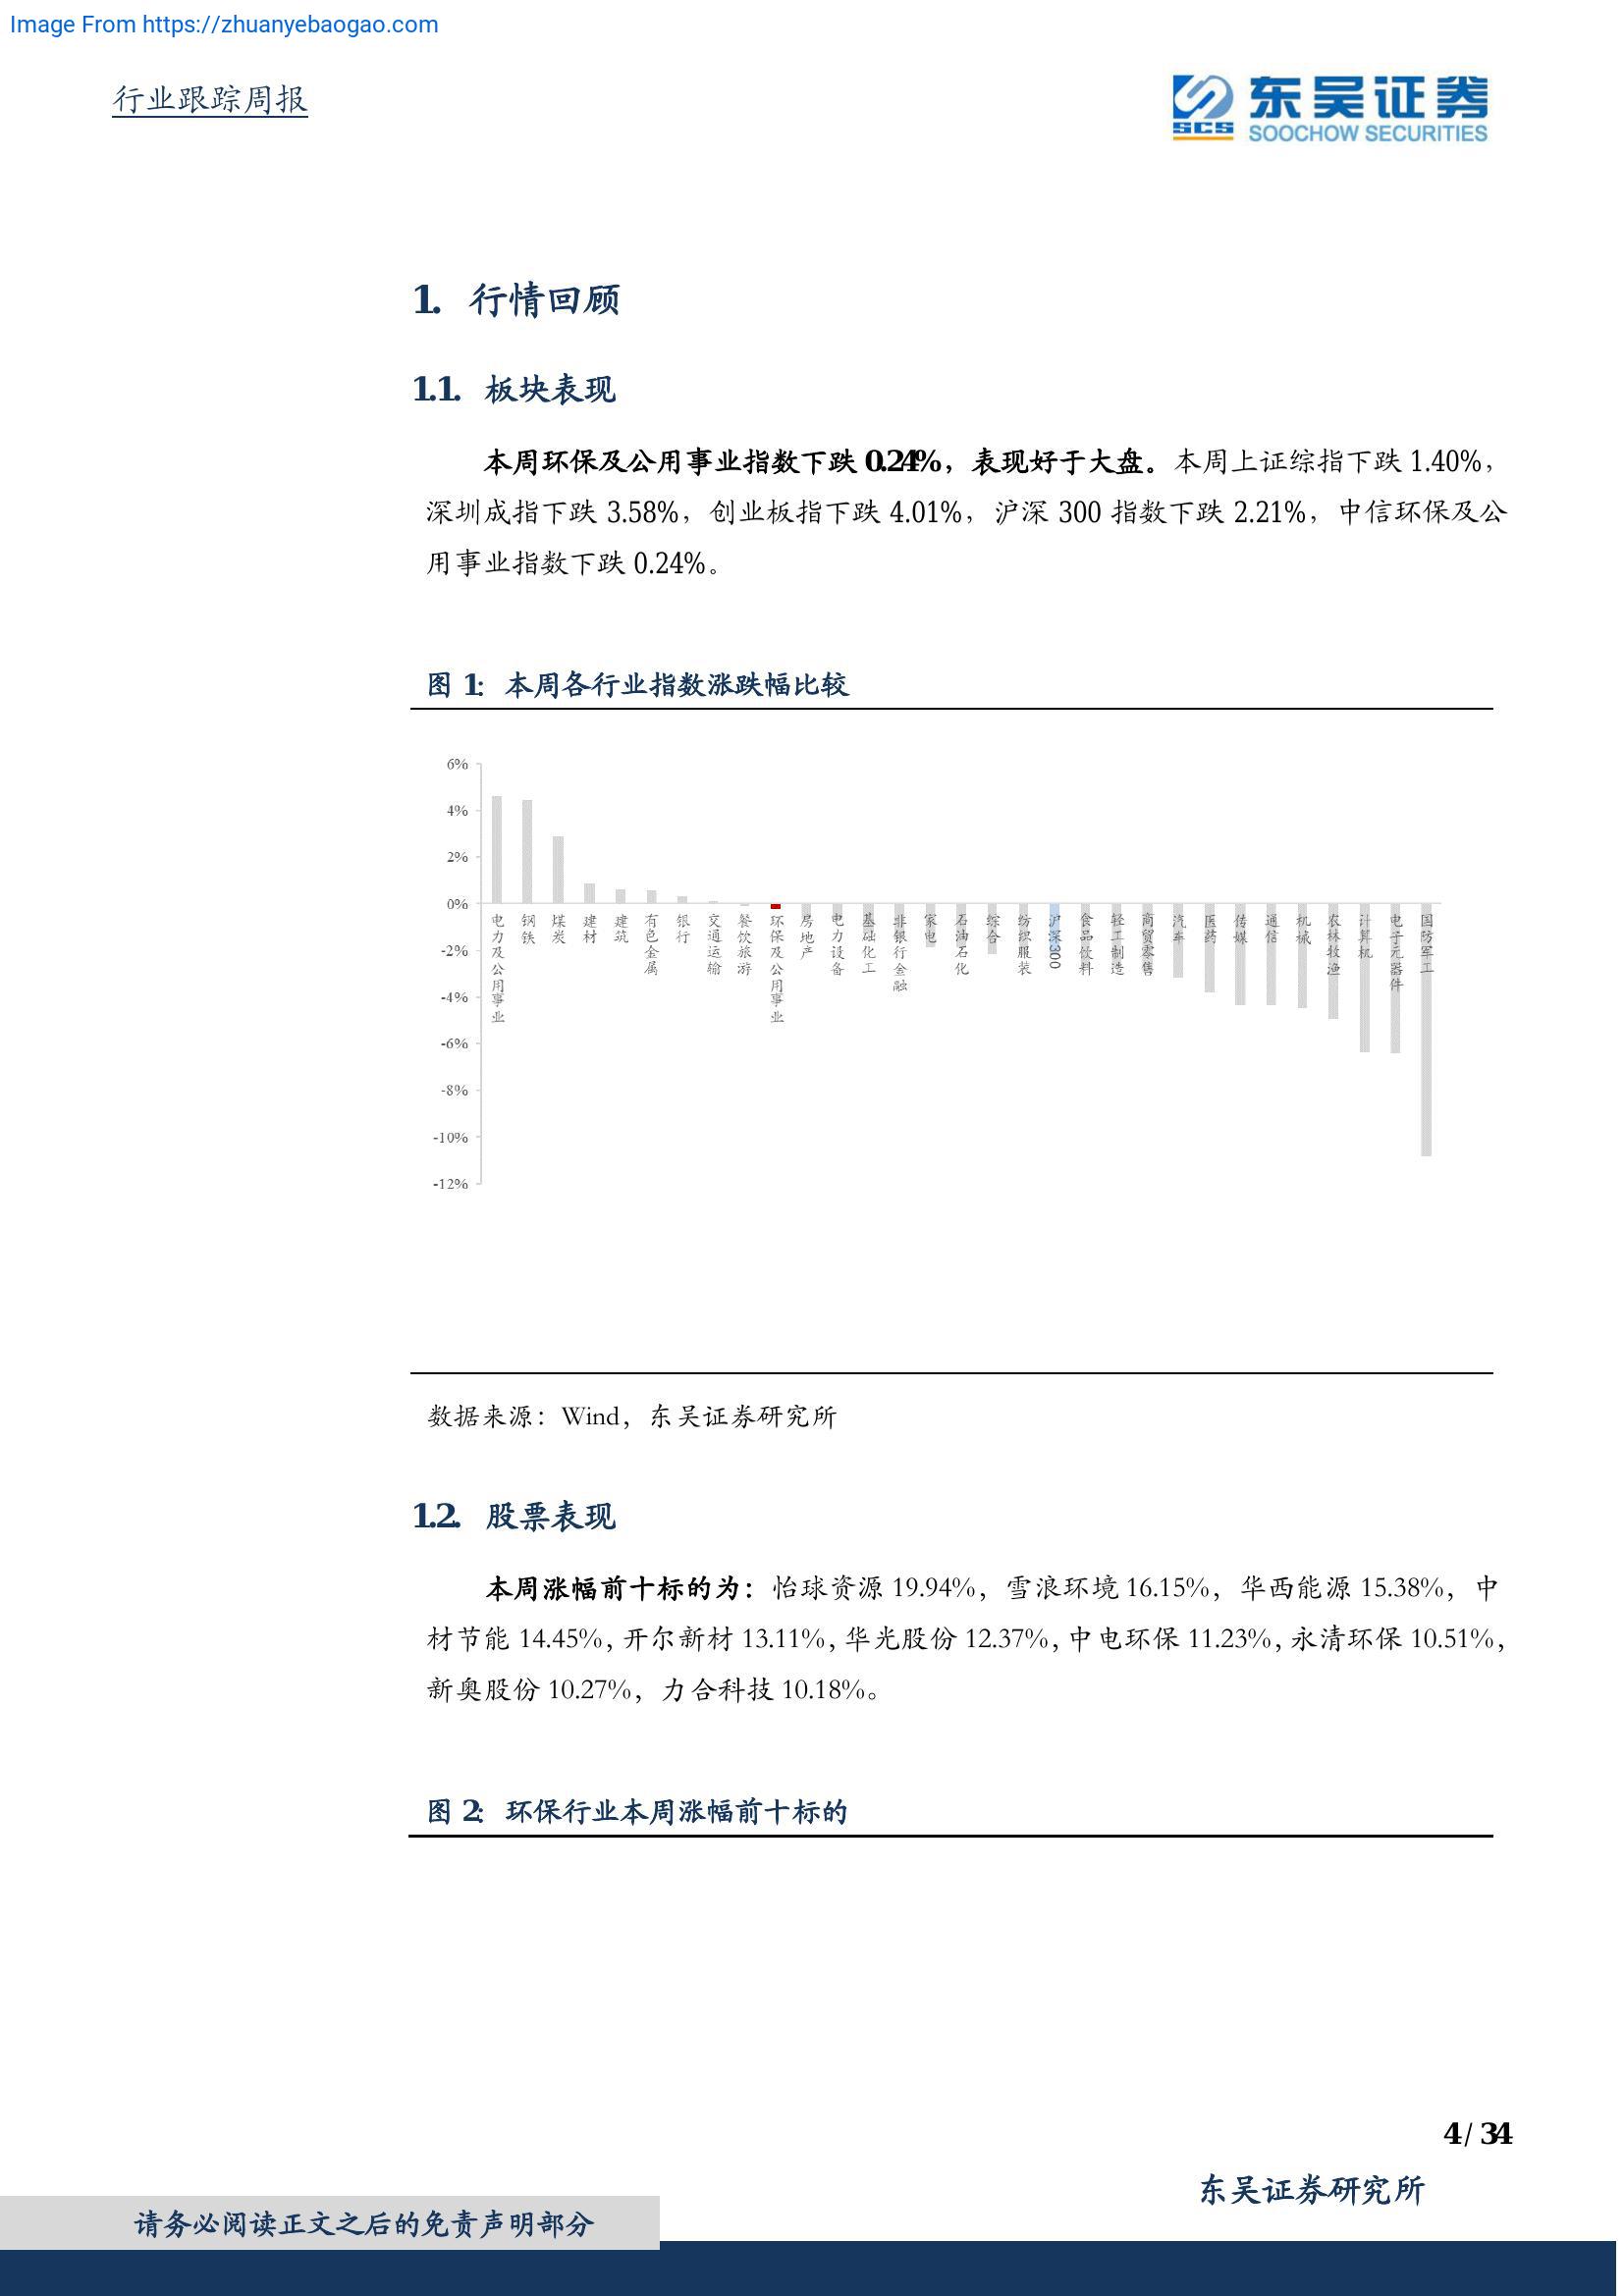 Image From https://zhuanyebaogao.com
行业跟踪周报
SCS 东吴证券
SOOCHOW SECURITIES
1. 行情回顾
1.1. 板块表现
本周环保及公用事业指数下跌 0.24%，表现好于大盘。本周上证综指下跌 1.40%，
深圳成指下跌 3.58%，创业板指下跌 4.01%，沪深 300 指数下跌 2.21%，中信环保及公
用事业指数下跌 0.24%。
图 1: 本周各行业指数涨跌幅比较
6%
4%
2%
0%
-2%
-4%
-6%
-8%
-10%
-12%
电力及公用事业
钢铁
煤炭
建材
建筑
有色金属
银行
交通运输
餐饮旅游
环保及公用事业
房地产
电力设备
基础化工
非银行金融
家电
石油石化
综合
纺织服装
沪深300
食品饮料
轻工制造
商贸零售
汽车
医药
传媒
通信
机械
农林牧渔
计算机
电子元器件
国防军工
数据来源：Wind，东吴证券研究所
1.2. 股票表现
本周涨幅前十标的为：怡球资源 19.94%，雪浪环境 16.15%，华西能源 15.38%，中
材节能 14.45%，开尔新材 13.11%，华光股份 12.37%，中电环保 11.23%，永清环保 10.51%，
新奥股份 10.27%，力合科技 10.18%。
图 2: 环保行业本周涨幅前十标的
4 / 34
东吴证券研究所
请务必阅读正文之后的免责声明部分